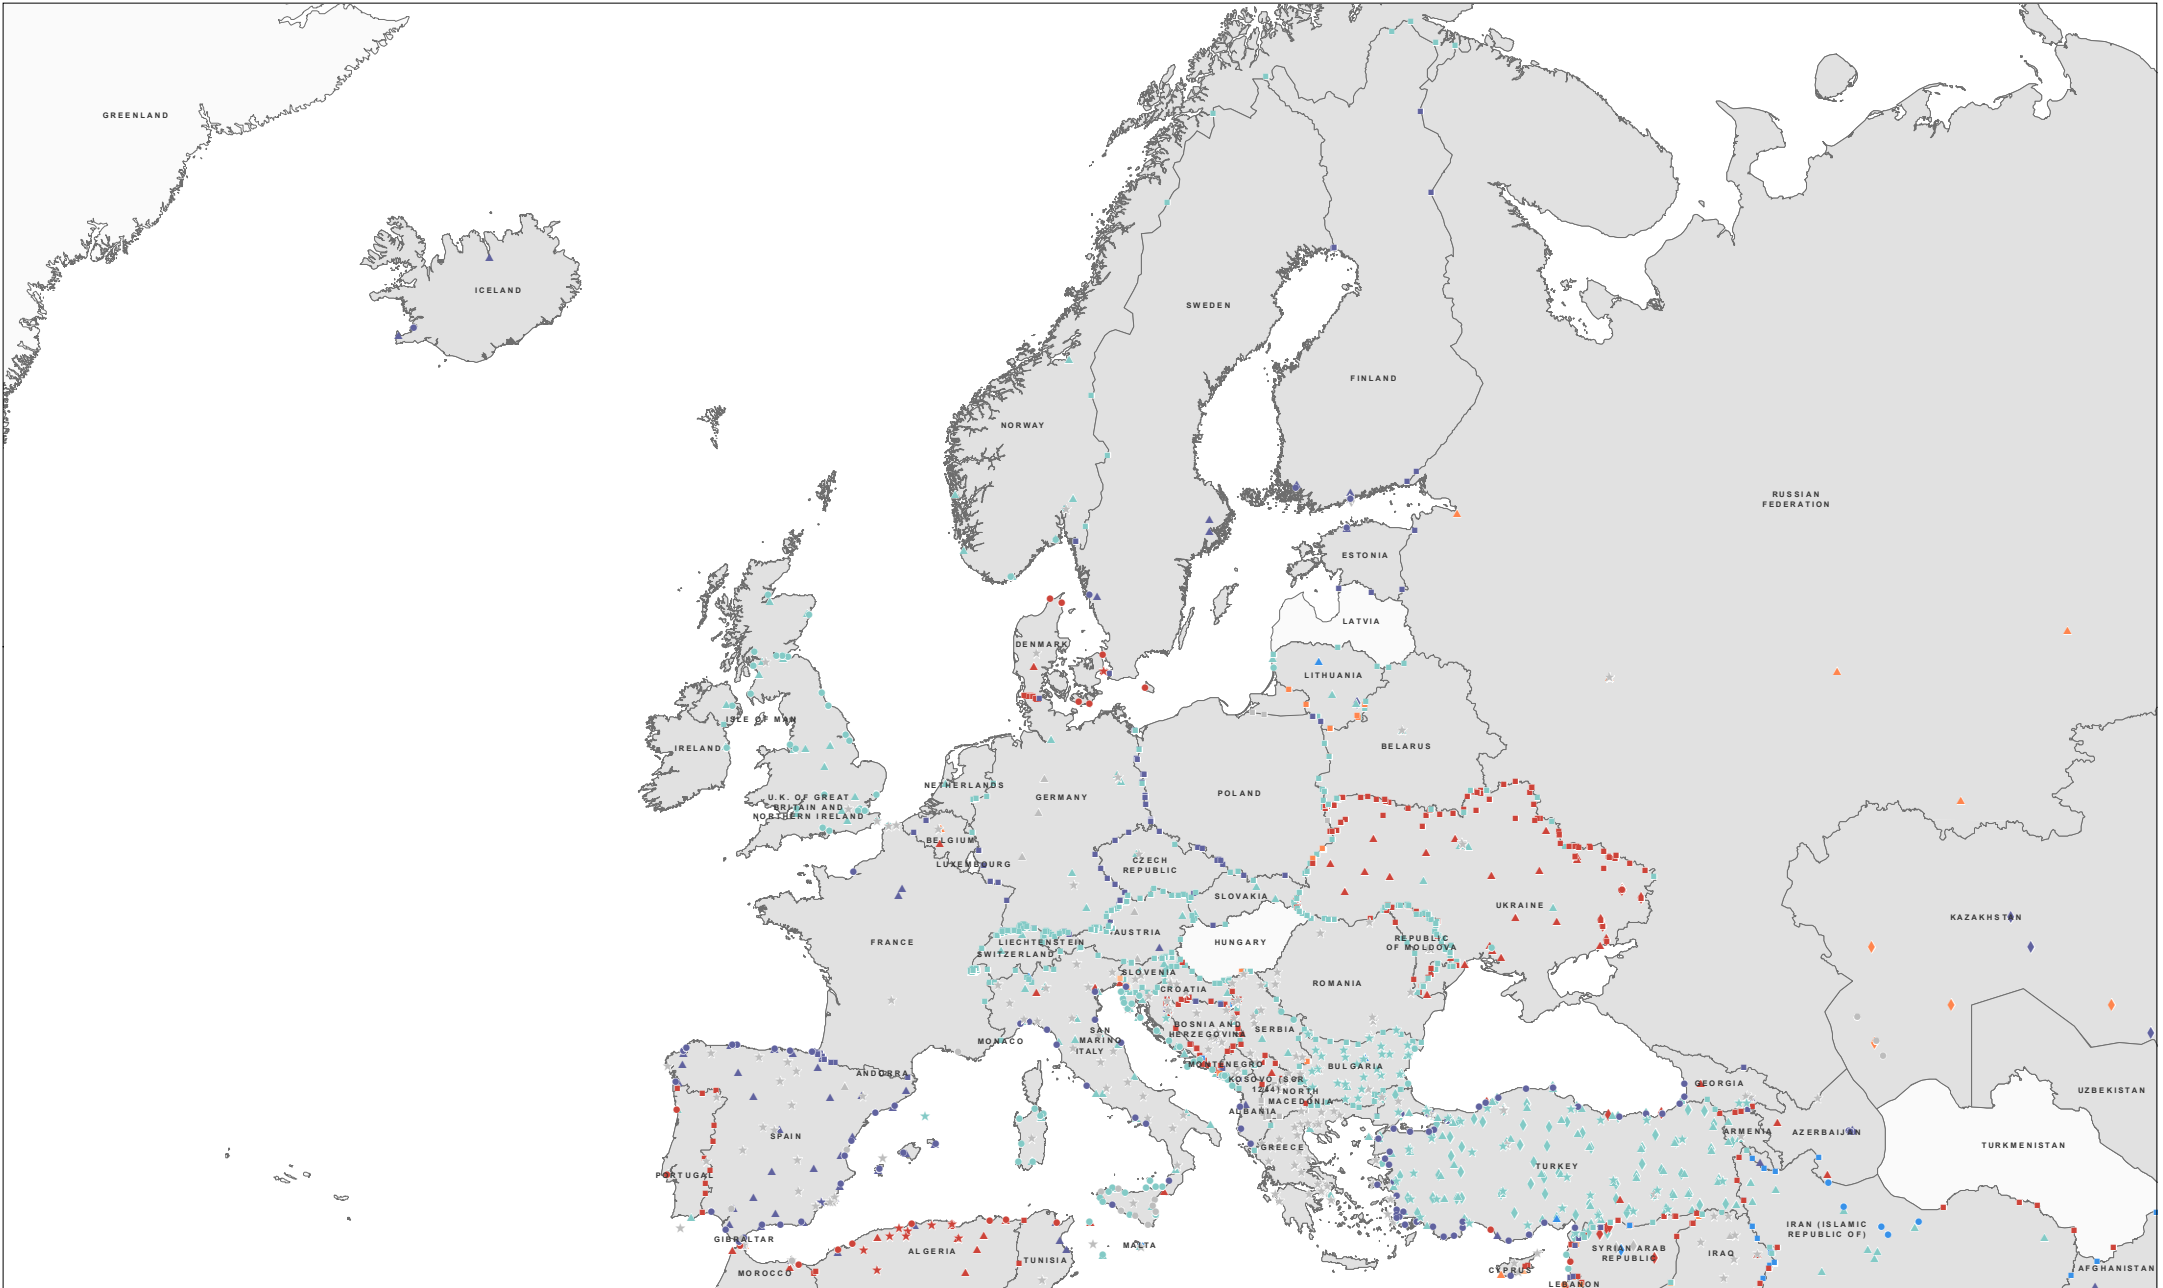 GREENLAND
ICELAND
SWEDEN
FINLAND
NORWAY
RUSSIAN
FEDERATION
ESTONIA
LATVIA
DENMARK
LITHUANIA
ISLE OF MAN
IRELAND
BELARUS
NETHERLANDS
GERMANY
POLAND
U.K. OF GREAT
BRITAIN AND
NORTHERN IRELAND
BELGIUM
LUXEMBOURG
CZECH
REPUBLIC
SLOVAKIA
UKRAINE
KAZAKHSTAN
FRANCE
LIECHTENSTEIN
AUSTRIA
HUNGARY
REPUBLIC
OF MOLDOVA
SWITZERLAND
SLOVENIA
CROATIA
ROMANIA
BOSNIA AND
HERZEGOVINA
SERBIA
SAN
MARINO
MONACO
ITALY
MONTENEGRO
BULGARIA
ANDORRA
KOSOVO (SCR
1244)
NORTH
MACEDONIA
GEORGIA
UZBEKISTAN
ALBANIA
SPAIN
GREECE
ARMENIA
AZERBAIJAN
TURKMENISTAN
PORTUGAL
TURKEY
GIBRALTAR
MALTA
ALGERIA
TUNISIA
MOROCCO
CYPRUS
LEBANON
SYRIAN ARAB
REPUBLIC
IRAQ
IRAN (ISLAMIC
REPUBLIC OF)
AFGHANISTAN